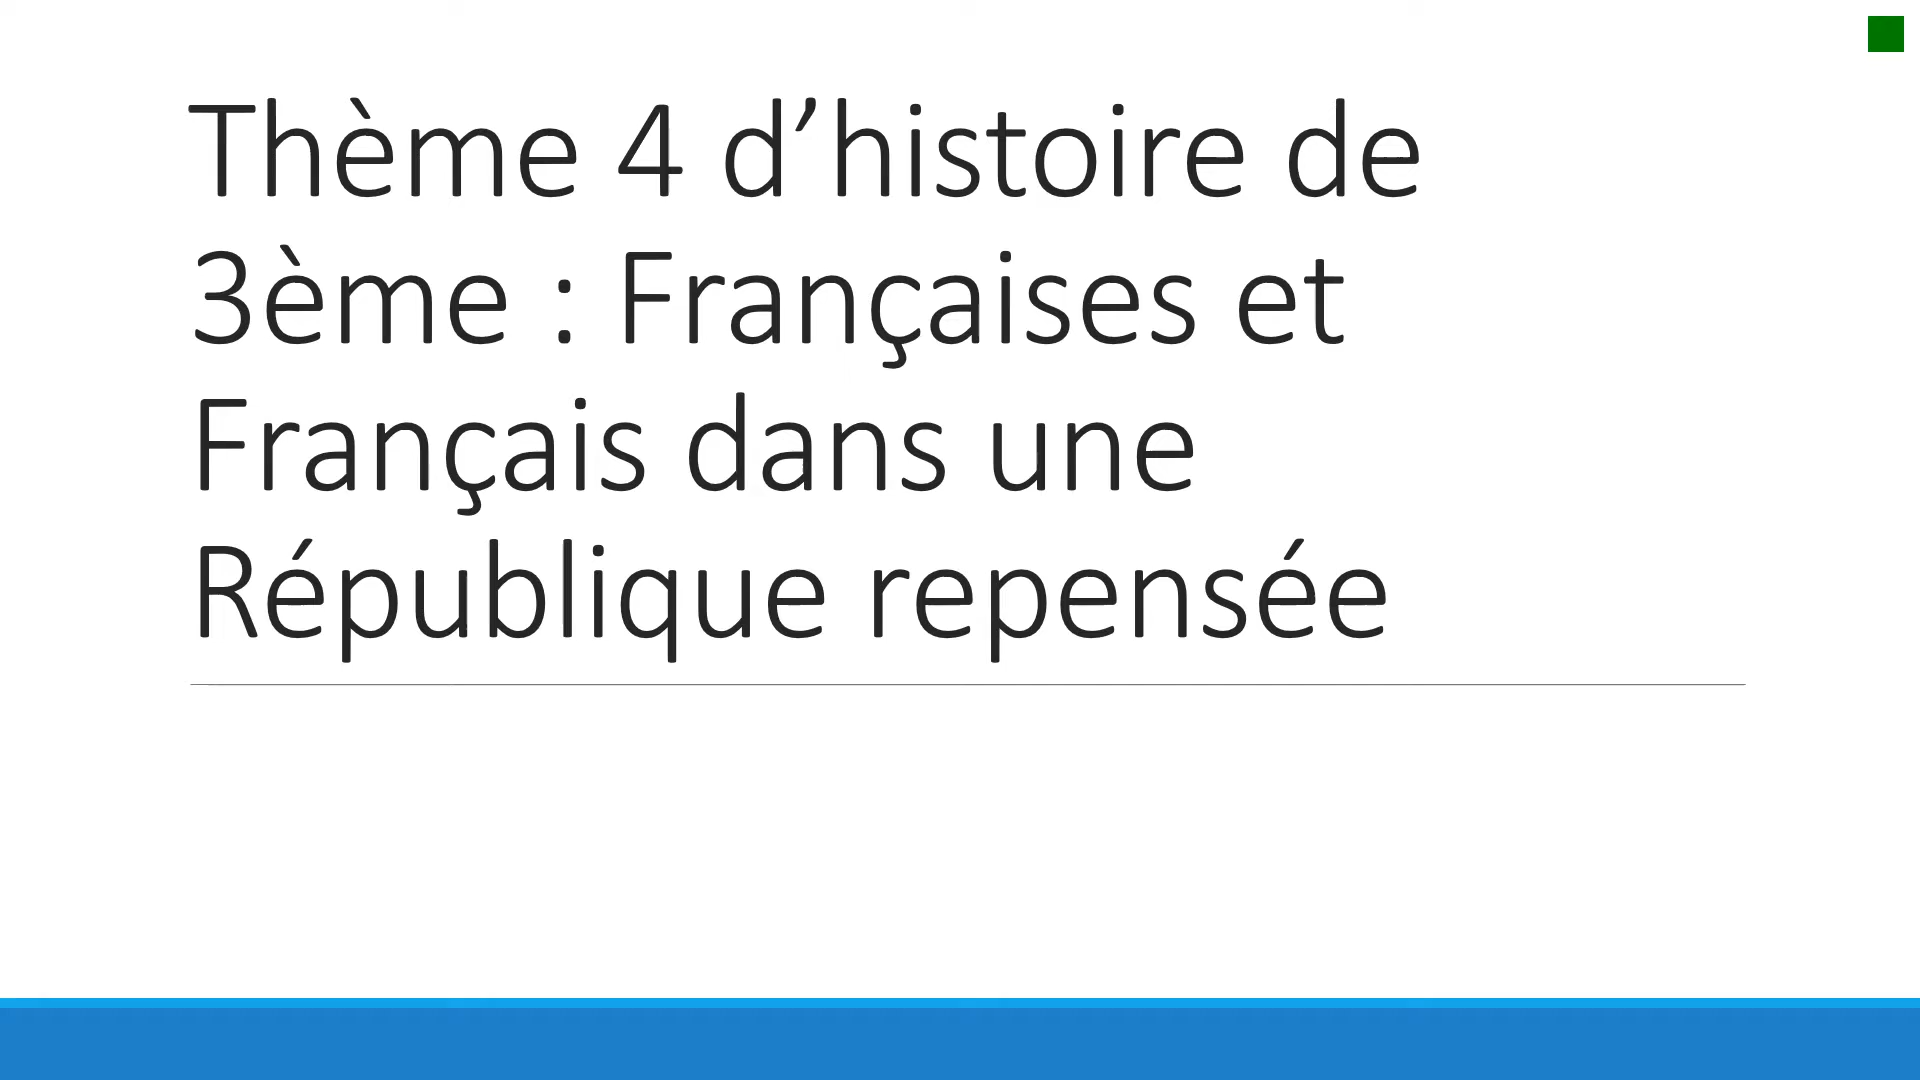 Thème 4 d’histoire de
3ème : Françaises et
Français dans une
République repensée